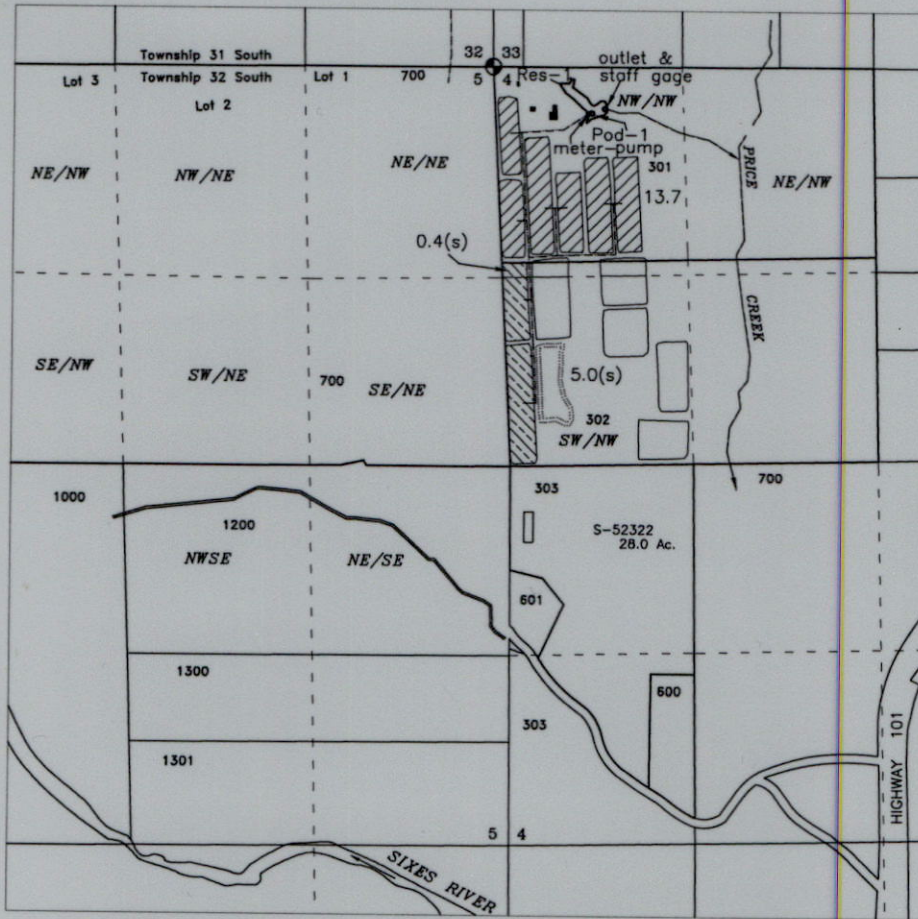 Township 31 South
32 33
Lot 3
Township 32 South
Lot 1
700
5 4
Res-1
outlet &
staff gage
Lot 2
NW/NW
Pod-1
meter-pump
NE/NW
NW/NE
NE/NE
301
PRICE
NE/NW
13.7
0.4(s)
CREEK
SE/NW
SW/NE
700
SE/NE
5.0(s)
302
SW/NW
1000
303
700
1200
S-52322
28.0 Ac.
NWSE
NE/SE
601
1300
600
303
HIGHWAY 101
1301
5 4
SIXES RIVER